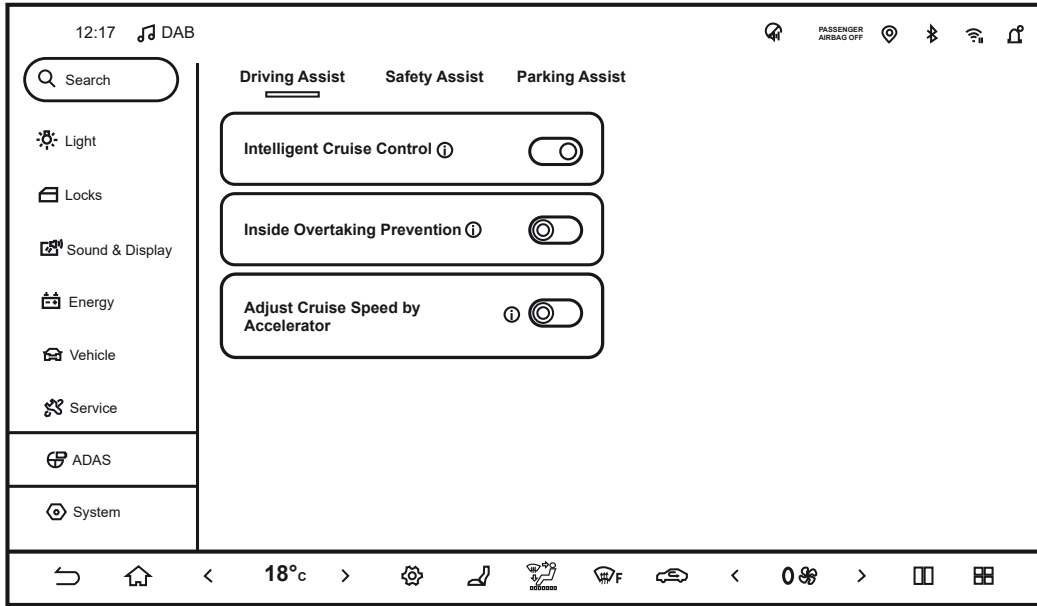 12:17 DAB
PASSENGER
AIRBAG OFF
Search
Driving Assist Safety Assist Parking Assist
Light
Locks
Sound & Display
Energy
Vehicle
Service
ADAS
System
Intelligent Cruise Control
Inside Overtaking Prevention
Adjust Cruise Speed by
Accelerator
18°C
F
0